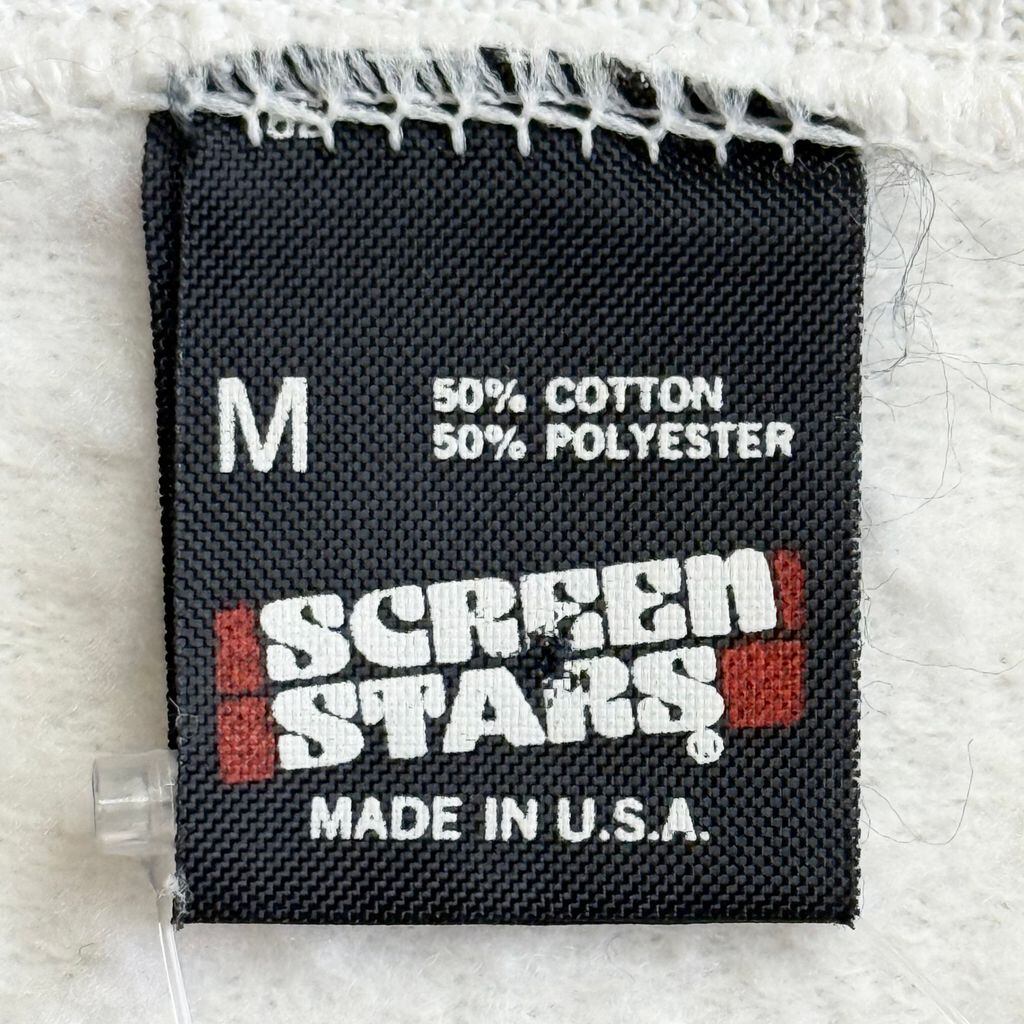 M
50% COTTON
50% POLYESTER
SCREEN
STARS®
MADE IN U.S.A.